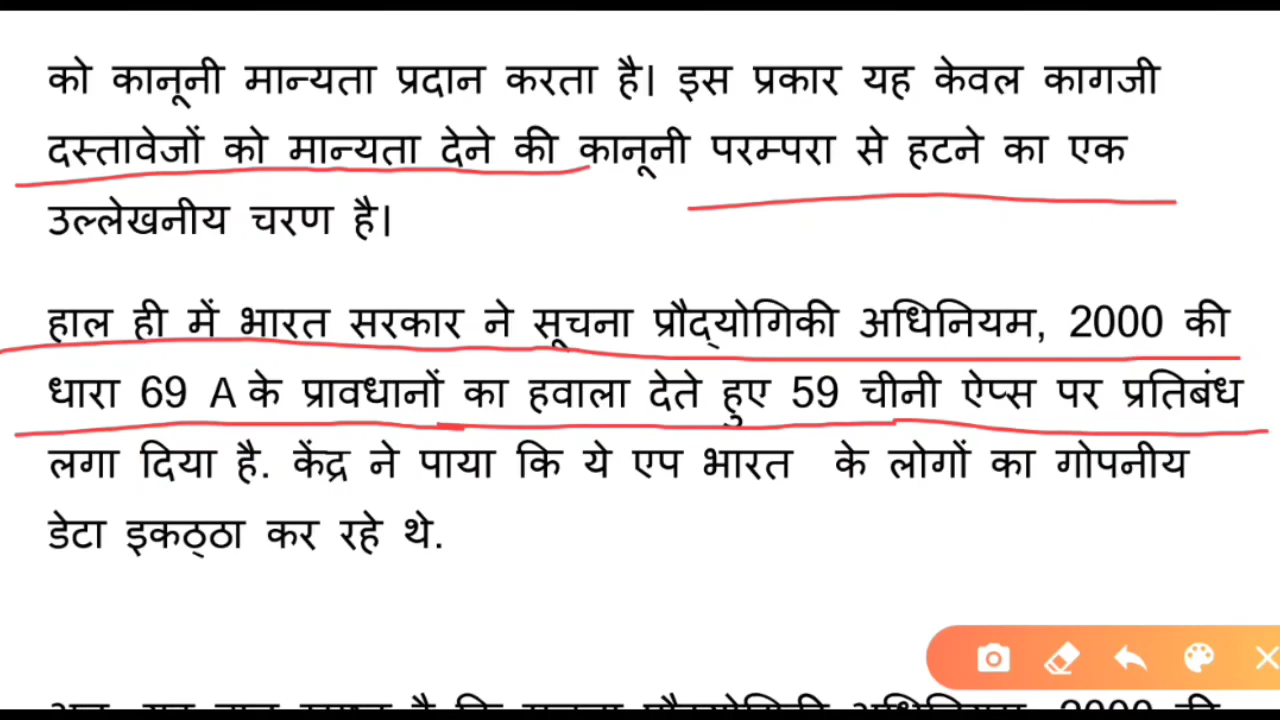 को कानूनी मान्यता प्रदान करता है। इस प्रकार यह केवल कागजी
दस्तावेजों को मान्यता देने की कानूनी परम्परा से हटने का एक
उल्लेखनीय चरण है।
हाल ही में भारत सरकार ने सूचना प्रौद्योगिकी अधिनियम, 2000 की
धारा 69 A के प्रावधानों का हवाला देते हुए 59 चीनी ऐप्स पर प्रतिबंध
लगा दिया है. केंद्र ने पाया कि ये एप भारत के लोगों का गोपनीय
डेटा इकठ्ठा कर रहे थे.